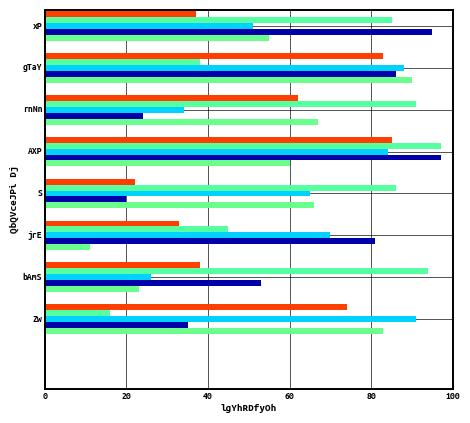 xP
gTaY
rnNn
AXP
S
jrE
bAmS
Zw
QbQVceJPi Dj
0 20 40 60 80 100
lgYhRDfyOh